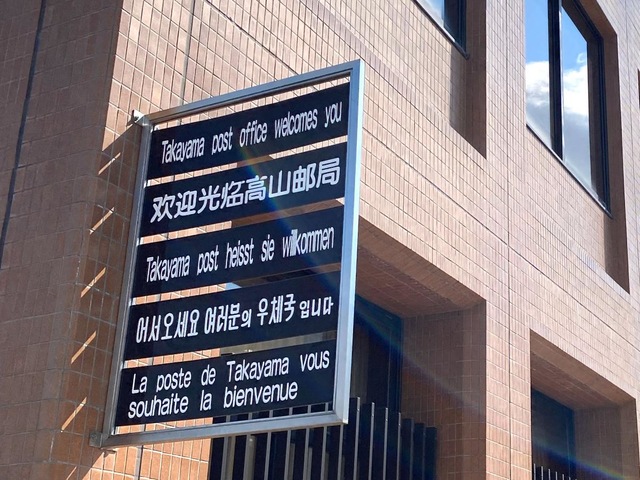 Takayama post office welcomes you
欢迎光临高山邮局
Takayama post heisst sie willkommen
어서오세요 여러분의 우체국 입니다
La poste de Takayama vous
souhaite la bienvenue